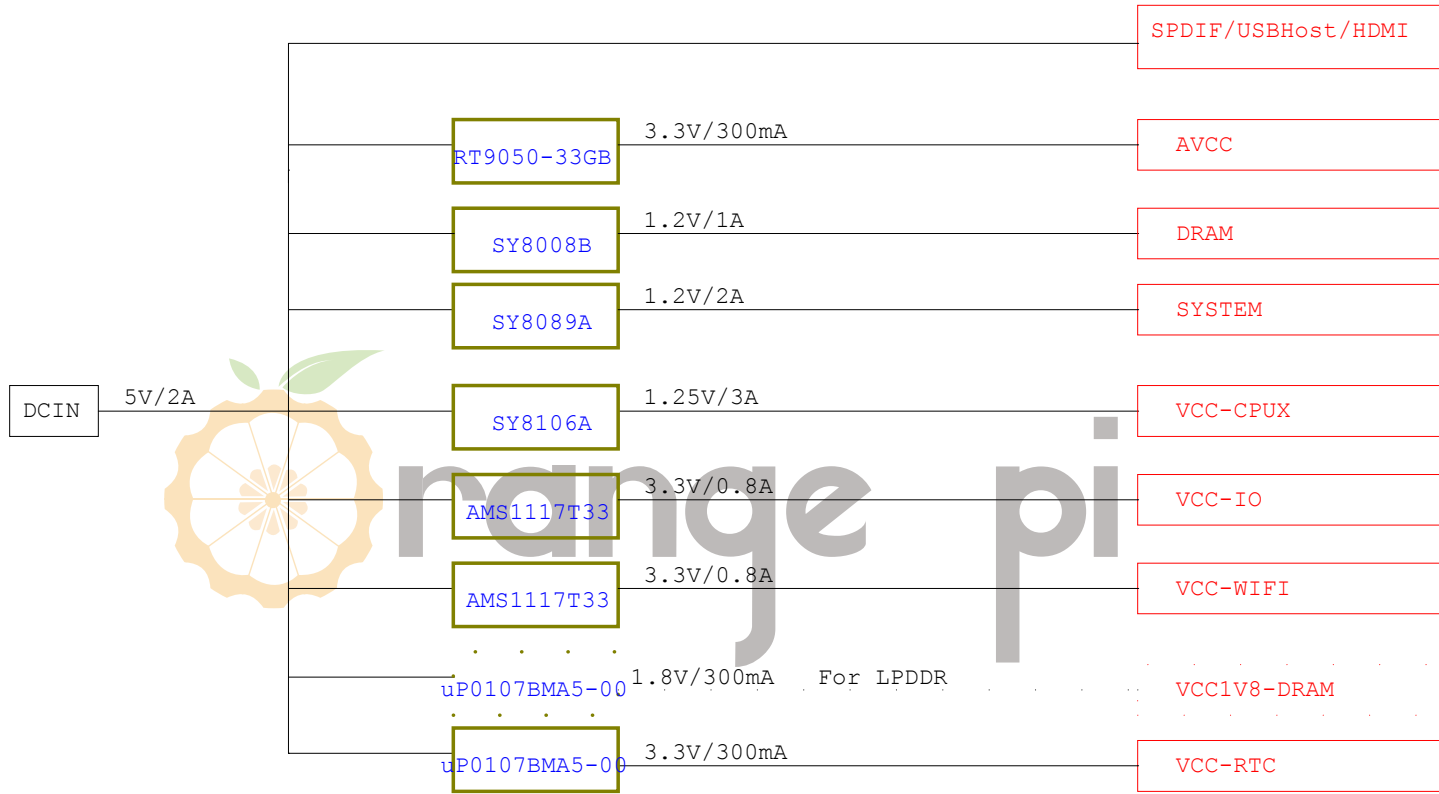 SPDIF/USBHost/HDMI
RT9050-33GB 3.3V/300mA AVCC
SY8008B 1.2V/1A DRAM
SY8089A 1.2V/2A SYSTEM
DCIN 5V/2A SY8106A 1.25V/3A VCC-CPUX
range pi
AMS1117T33 3.3V/0.8A VCC-IO
AMS1117T33 3.3V/0.8A VCC-WIFI
uP0107BMA5-00 1.8V/300mA For LPDDR VCC1V8-DRAM
uP0107BMA5-00 3.3V/300mA VCC-RTC